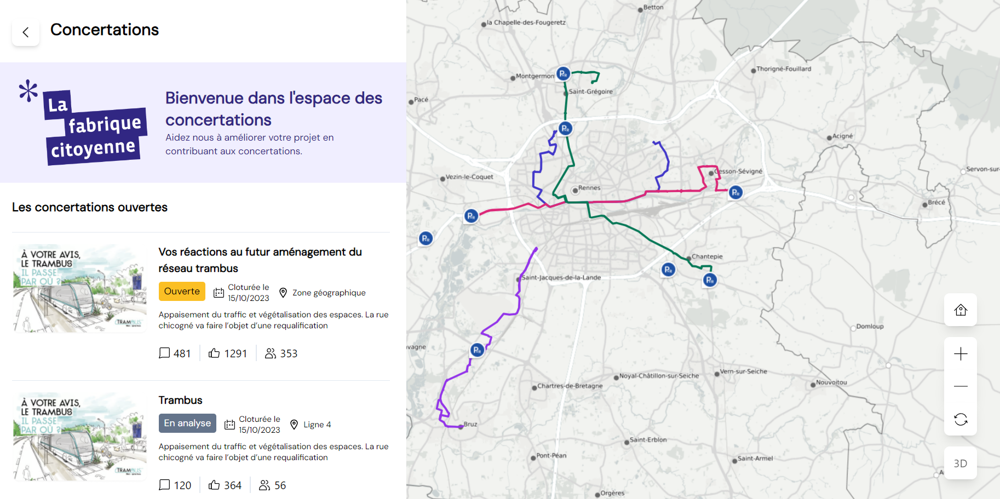 Concertations
La
fabrique
citoyenne
Bienvenue dans l'espace des
concertations
Aidez nous à améliorer votre projet en
contribuant aux concertations.
Les concertations ouvertes
À VOTRE AVIS,
LE TRAMBUS
IL PASSE
PAR OÙ ?
TRAMBUS
Vos réactions au futur aménagement du
réseau trambus
Ouverte
Cloturée le
15/10/2023
Zone géographique
Appaisement du traffic et végétalisation des espaces. La rue
chicogné va faire l'objet d'une requalification
481
1291
353
À VOTRE AVIS,
LE TRAMBUS
IL PASSE
PAR OÙ ?
TRAMBUS
Trambus
En analyse
Cloturée le
15/10/2023
Ligne 4
Appaisement du traffic et végétalisation des espaces. La rue
chicogné va faire l'objet d'une requalification
120
364
56
Betton
la Chapelle-des-Fougeretz
Thorigné-Fouillard
Montgermon
P+R
Saint-Grégoire
Pacé
P+R
Acigné
Servon-sur-
Vezin-le-Coquet
Cesson-Sévigné
Rennes
P+R
Brécé
P+R
P+R
Chantepie
P+R
P+R
Saint-Jacques-de-la-Lande
Domloup
vagne
P+R
Vern-sur-Seiche
Noyal-Châtillon-sur-Seiche
Nouvoitou
Chartres-de-Bretagne
Bruz
Saint-Erblon
Pont-Péan
Saint-Armel
3D
Orgères